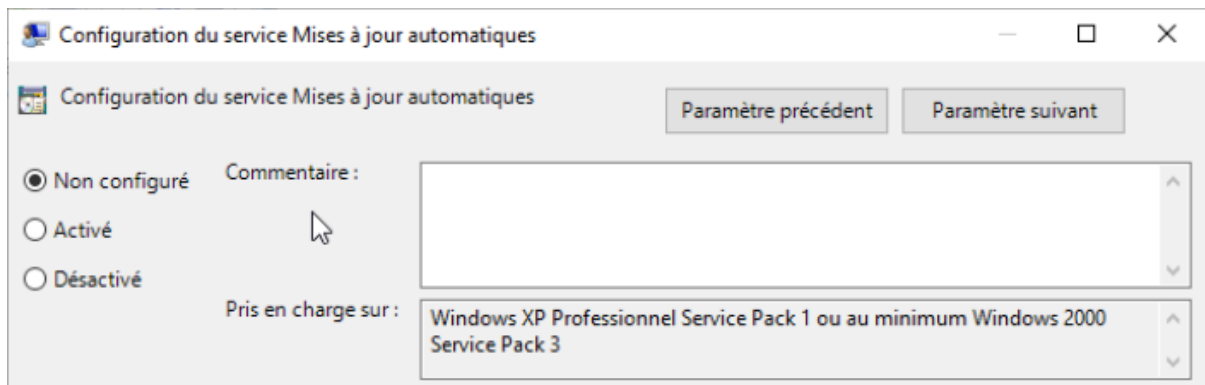 Configuration du service Mises à jour automatiques
Configuration du service Mises à jour automatiques
Paramètre précédent
Paramètre suivant
Non configuré
Commentaire :
Activé
Désactivé
Pris en charge sur :
Windows XP Professionnel Service Pack 1 ou au minimum Windows 2000
Service Pack 3